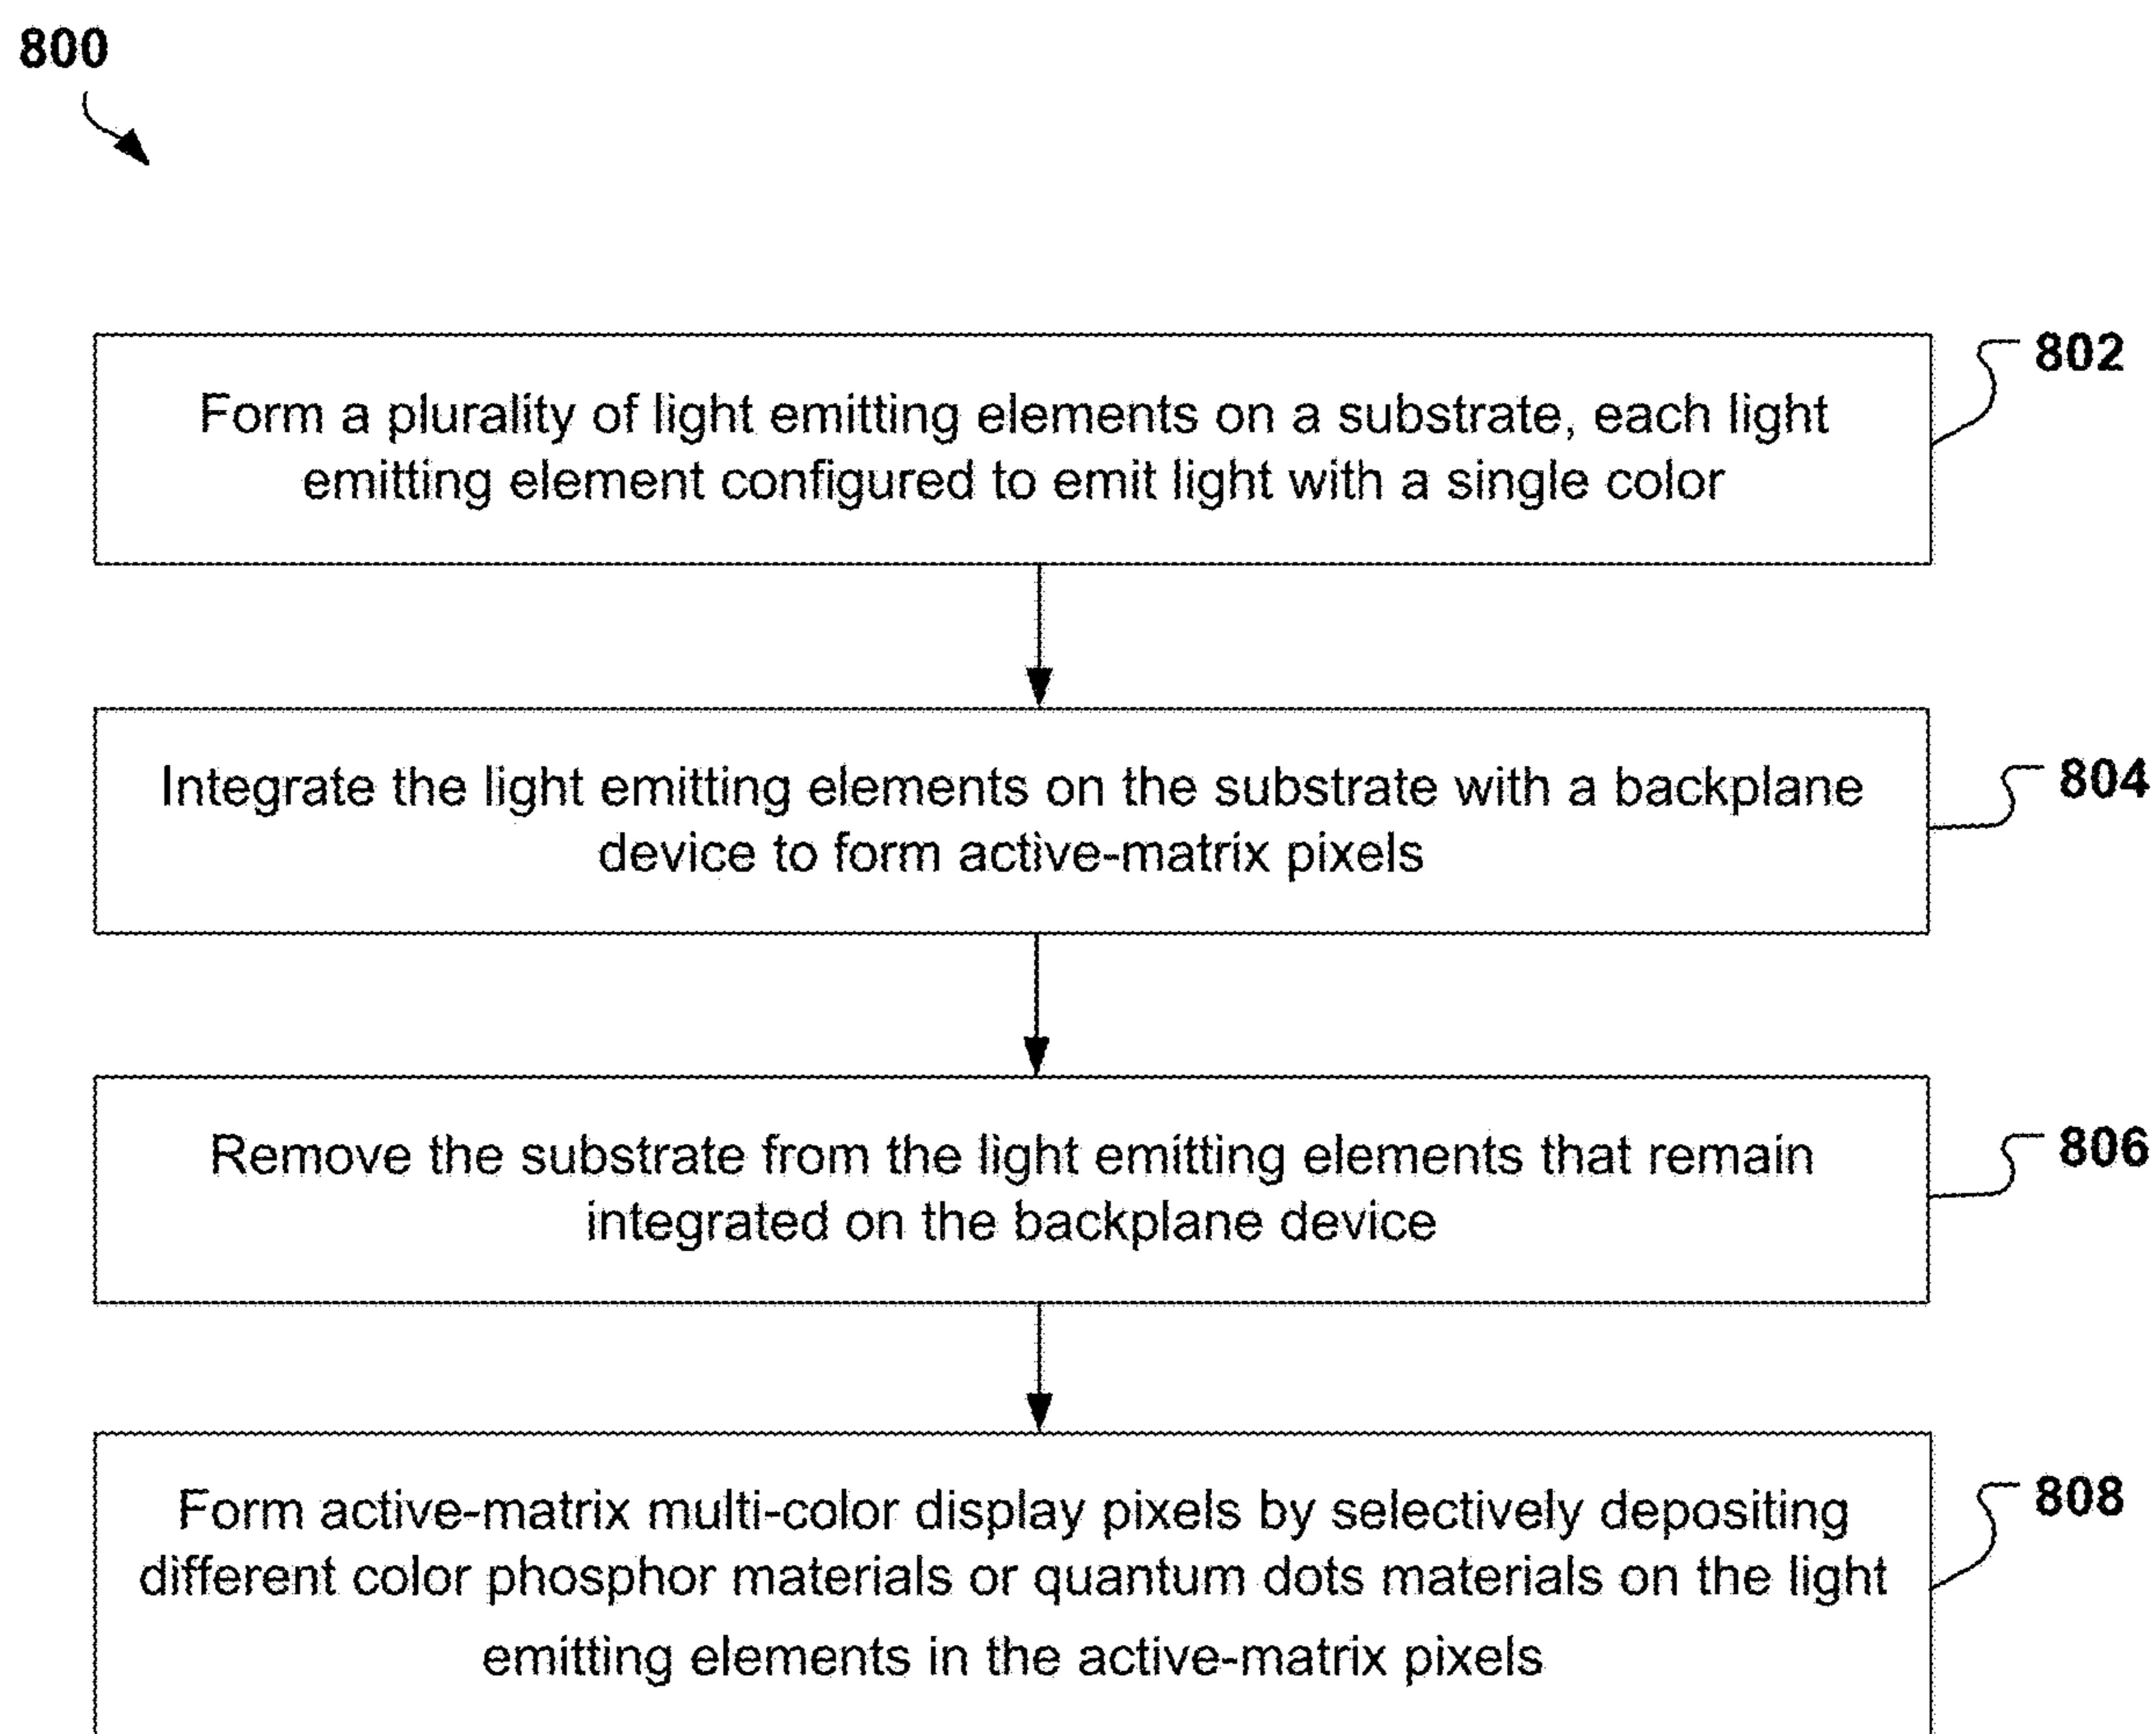 800
Form a plurality of light emitting elements on a substrate, each light
emitting element configured to emit light with a single color
802
Integrate the light emitting elements on the substrate with a backplane
device to form active-matrix pixels
804
Remove the substrate from the light emitting elements that remain
integrated on the backplane device
806
Form active-matrix multi-color display pixels by selectively depositing
different color phosphor materials or quantum dots materials on the light
emitting elements in the active-matrix pixels
808